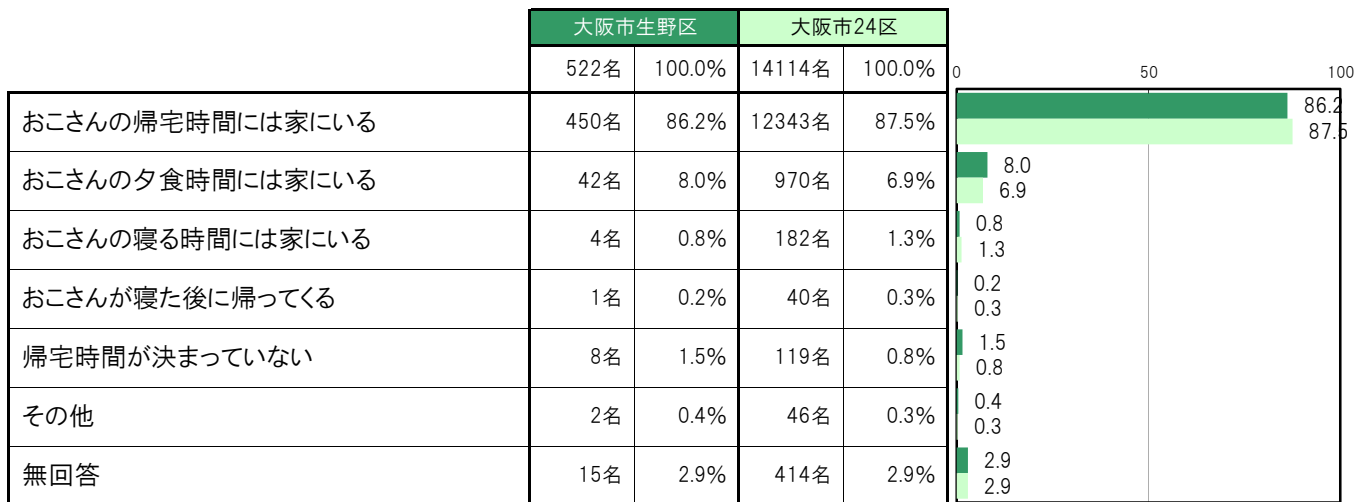 大阪市生野区 大阪市24区
522名 100.0% 14114名 100.0% 0 50 100
おこさんの帰宅時間には家にいる 450名 86.2% 12343名 87.5% 86.2
87.5
おこさんの夕食時間には家にいる 42名 8.0% 970名 6.9% 8.0
6.9
おこさんの寝る時間には家にいる 4名 0.8% 182名 1.3% 0.8
1.3
おこさんが寝た後に帰ってくる 1名 0.2% 40名 0.3% 0.2
0.3
帰宅時間が決まっていない 8名 1.5% 119名 0.8% 1.5
0.8
その他 2名 0.4% 46名 0.3% 0.4
0.3
無回答 15名 2.9% 414名 2.9% 2.9
2.9